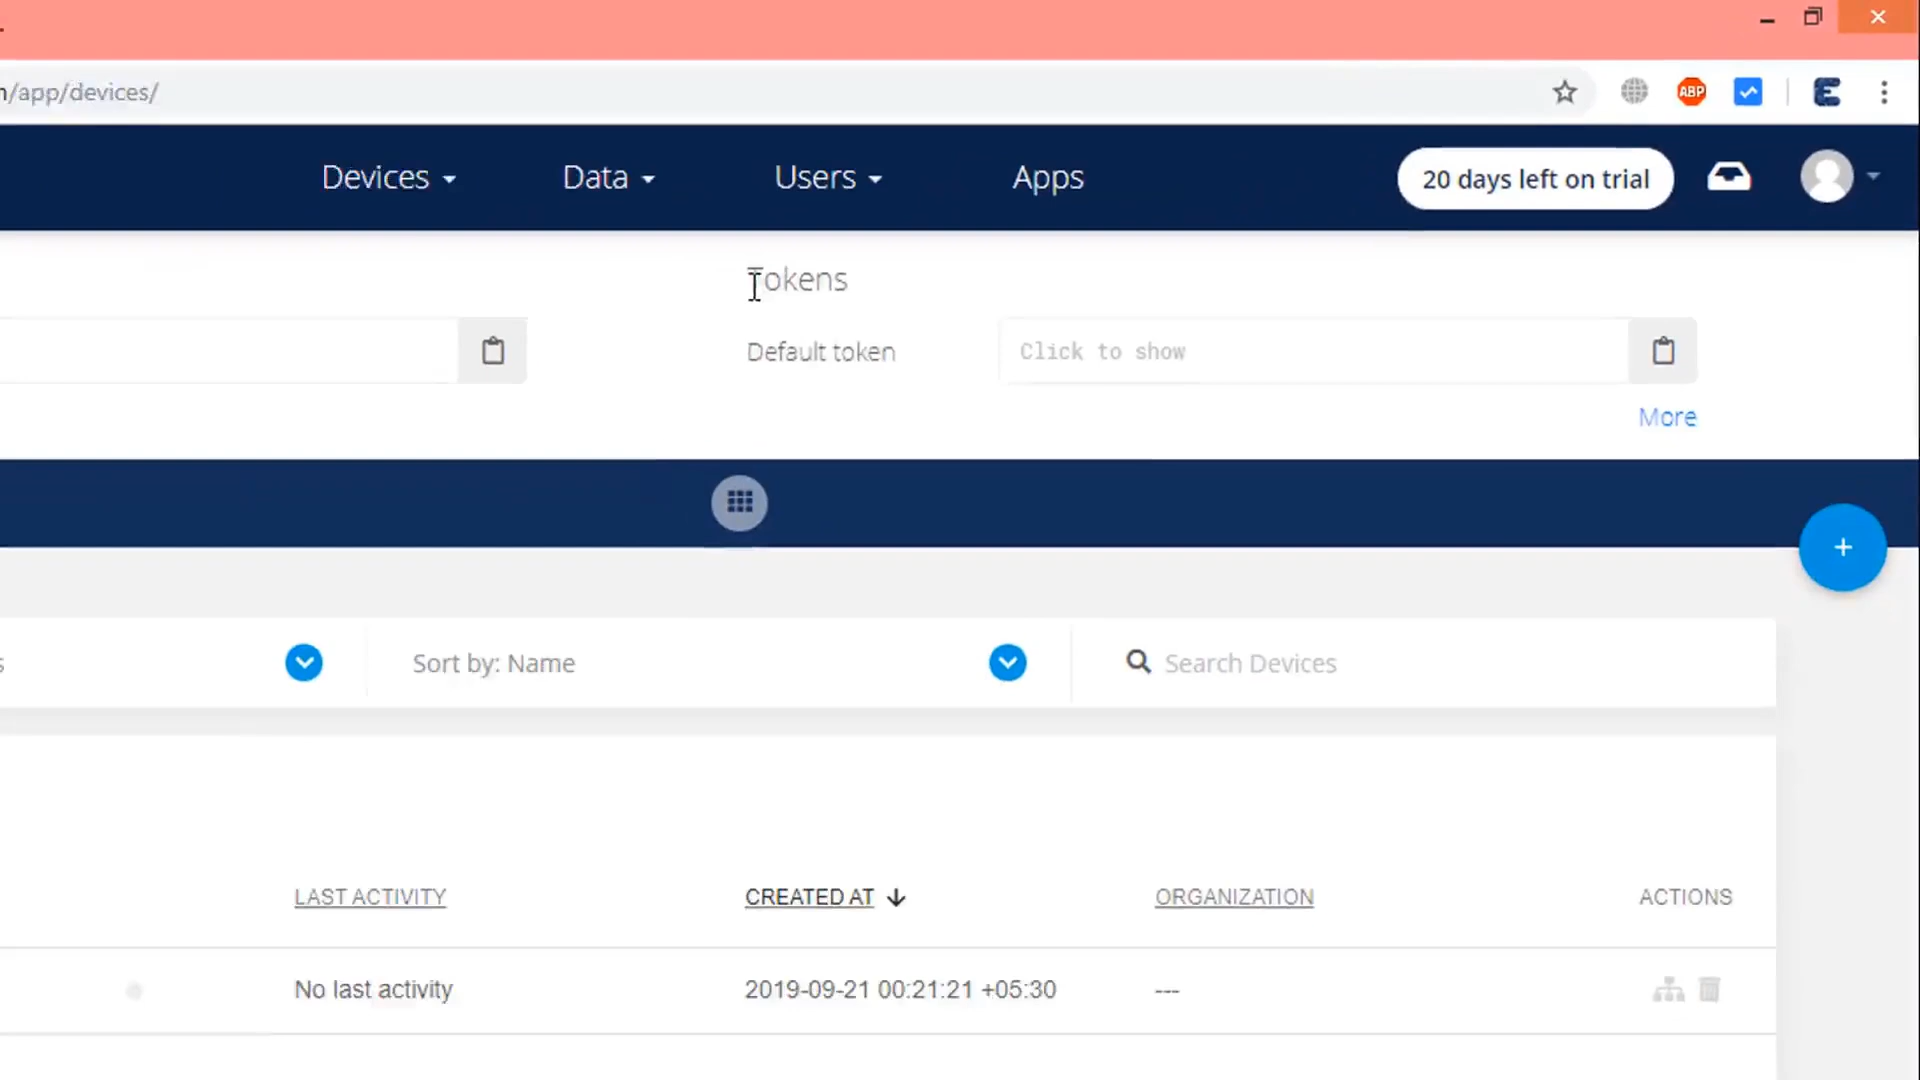 n/app/devices/
ABP
E
Devices
Data
Users
Apps
20 days left on trial
Tokens
Default token
Click to show
More
+
s
Sort by: Name
Search Devices
LAST ACTIVITY
CREATED AT
ORGANIZATION
ACTIONS
No last activity
2019-09-21 00:21:21 +05:30
---